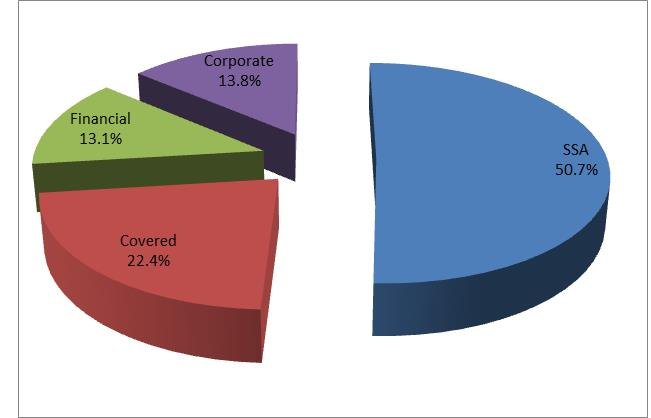 Corporate
13.8%
Financial
13.1%
SSA
50.7%
Covered
22.4%